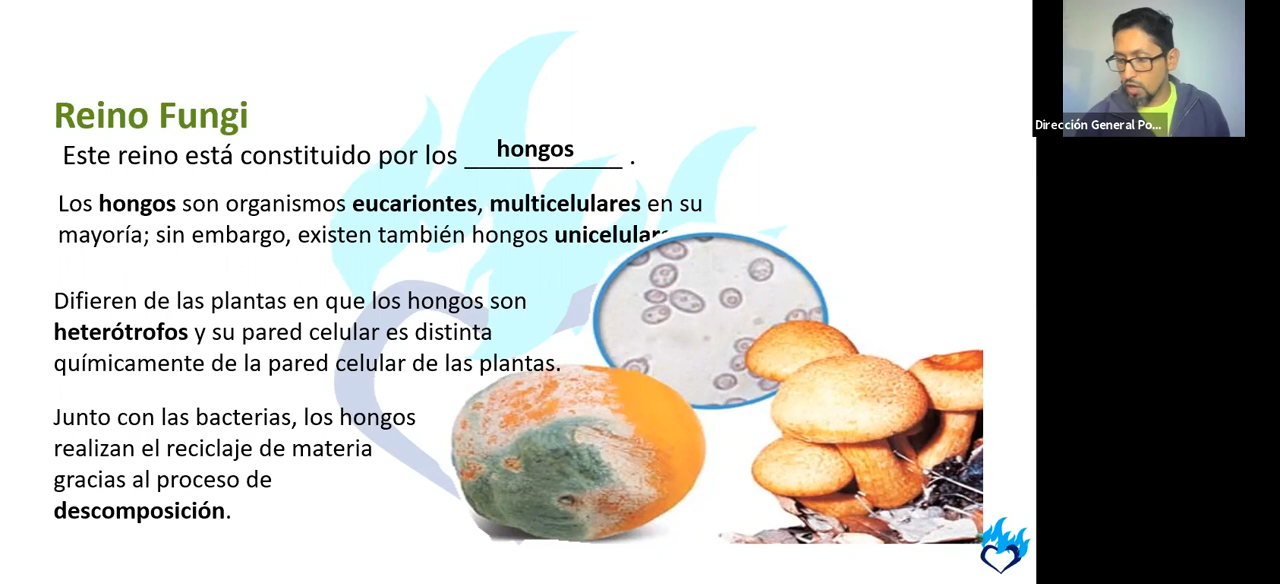 Reino Fungi
Este reino está constituido por los hongos .
Los hongos son organismos eucariontes, multicelulares en su
mayoría; sin embargo, existen también hongos
Difieren de las plantas en que los hongos son
heterótrofos y su pared celular es distinta
químicamente de la pared celular de las plantas.
Junto con las bacterias, los hongos
realizan el reciclaje de materia
gracias al proceso de
descomposición.
Dirección General Po...